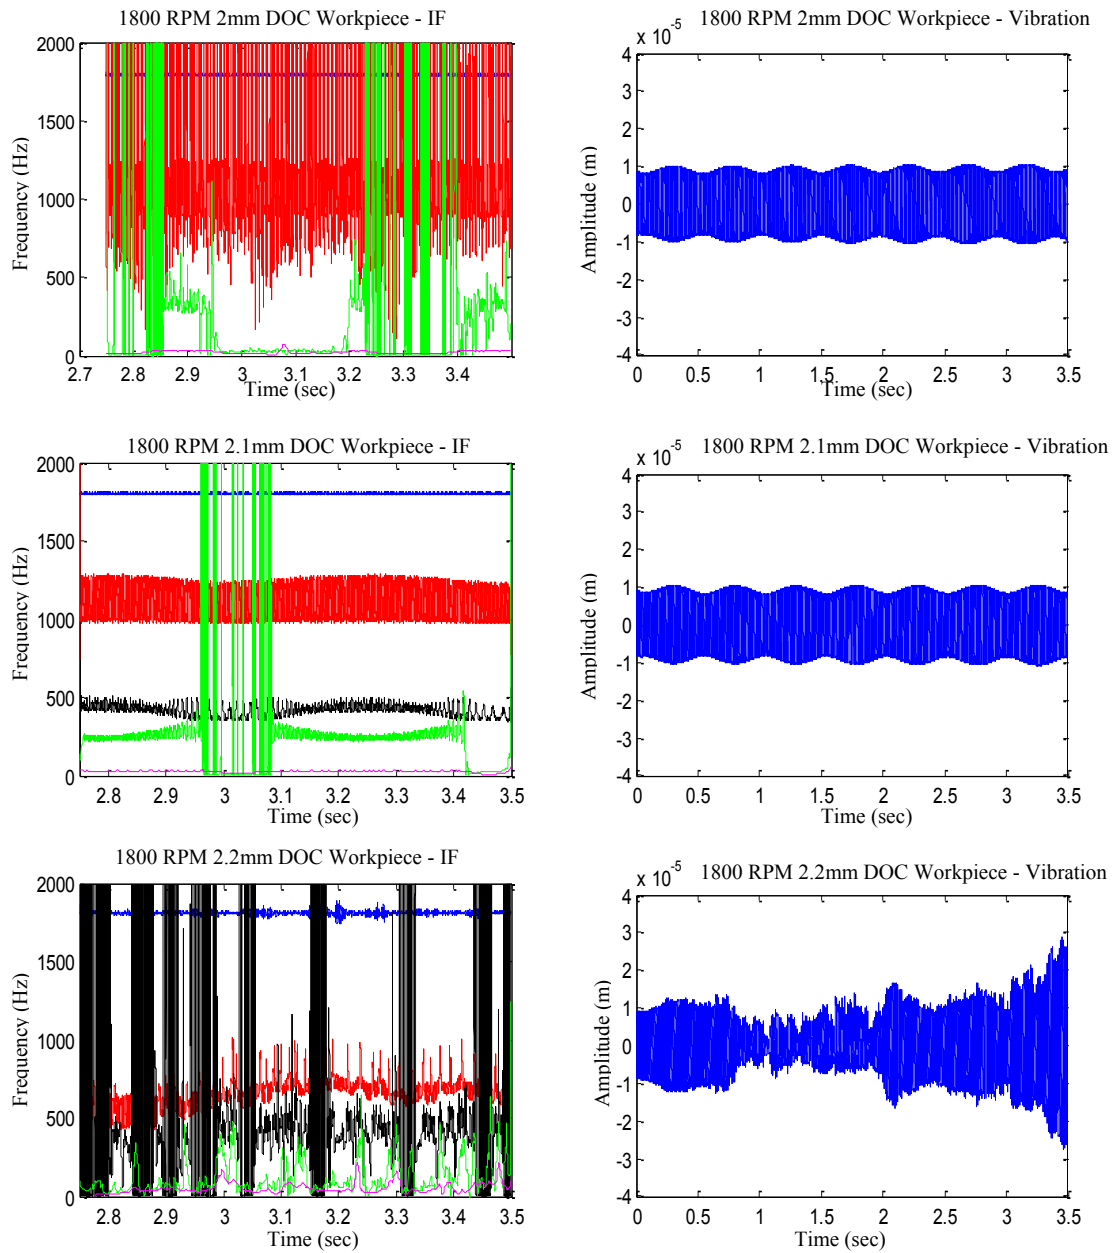 1800 RPM 2mm DOC Workpiece - IF
2000
1500
1000
500
0
Frequency (Hz)
2.7 2.8 2.9 3 3.1 3.2 3.3 3.4
Time (sec)
1800 RPM 2mm DOC Workpiece - Vibration
x 10-5
4
3
2
1
0
-1
-2
-3
-4
Amplitude (m)
0 0.5 1 1.5 2 2.5 3 3.5
Time (sec)
1800 RPM 2.1mm DOC Workpiece - IF
2000
1500
1000
500
0
Frequency (Hz)
2.8 2.9 3 3.1 3.2 3.3 3.4 3.5
Time (sec)
1800 RPM 2.1mm DOC Workpiece - Vibration
x 10-5
4
3
2
1
0
-1
-2
-3
-4
Amplitude (m)
0 0.5 1 1.5 2 2.5 3 3.5
Time (sec)
1800 RPM 2.2mm DOC Workpiece - IF
2000
1500
1000
500
0
Frequency (Hz)
2.8 2.9 3 3.1 3.2 3.3 3.4 3.5
Time (sec)
1800 RPM 2.2mm DOC Workpiece - Vibration
x 10-5
4
3
2
1
0
-1
-2
-3
-4
Amplitude (m)
0 0.5 1 1.5 2 2.5 3 3.5
Time (sec)